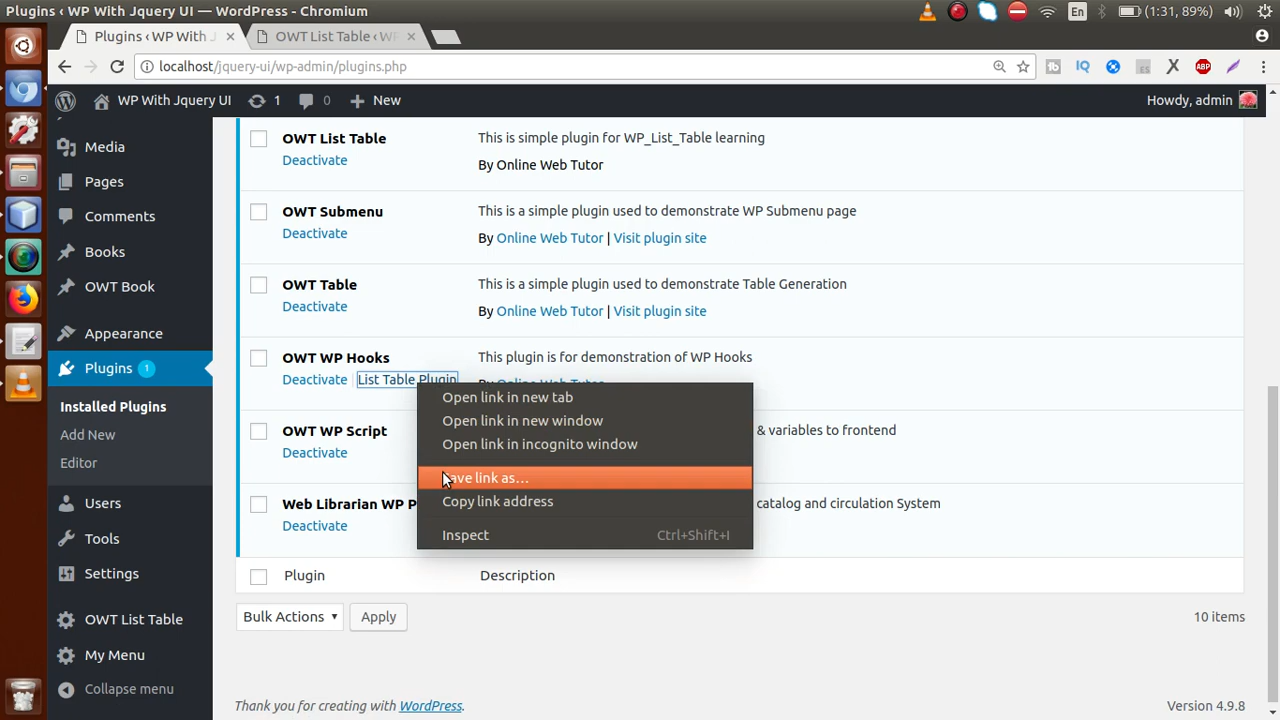 Plugins ‹ WP With Jquery UI — WordPress - Chromium
En
(1:31, 89%)
Plugins ‹ WP With J
OWT List Table ‹ WP
localhost/jquery-ui/wp-admin/plugins.php
WP With Jquery UI
1
0
New
Howdy, admin
Media
Pages
Comments
Books
OWT Book
Appearance
Plugins 1
Installed Plugins
Add New
Editor
Users
Tools
Settings
OWT List Table
My Menu
Collapse menu
OWT List Table
This is simple plugin for WP_List_Table learning
Deactivate
By Online Web Tutor
OWT Submenu
This is a simple plugin used to demonstrate WP Submenu page
Deactivate
By Online Web Tutor | Visit plugin site
OWT Table
This is a simple plugin used to demonstrate Table Generation
Deactivate
By Online Web Tutor | Visit plugin site
OWT WP Hooks
This plugin is for demonstration of WP Hooks
Deactivate | List Table Plugin
By Online Web Tutor
Open link in new tab
Open link in new window
Open link in incognito window
ave link as...
Copy link address
Inspect
Ctrl+Shift+I
OWT WP Script
& variables to frontend
Deactivate
Web Librarian WP P
catalog and circulation System
Deactivate
Plugin
Description
Bulk Actions
Apply
10 items
Thank you for creating with WordPress.
Version 4.9.8